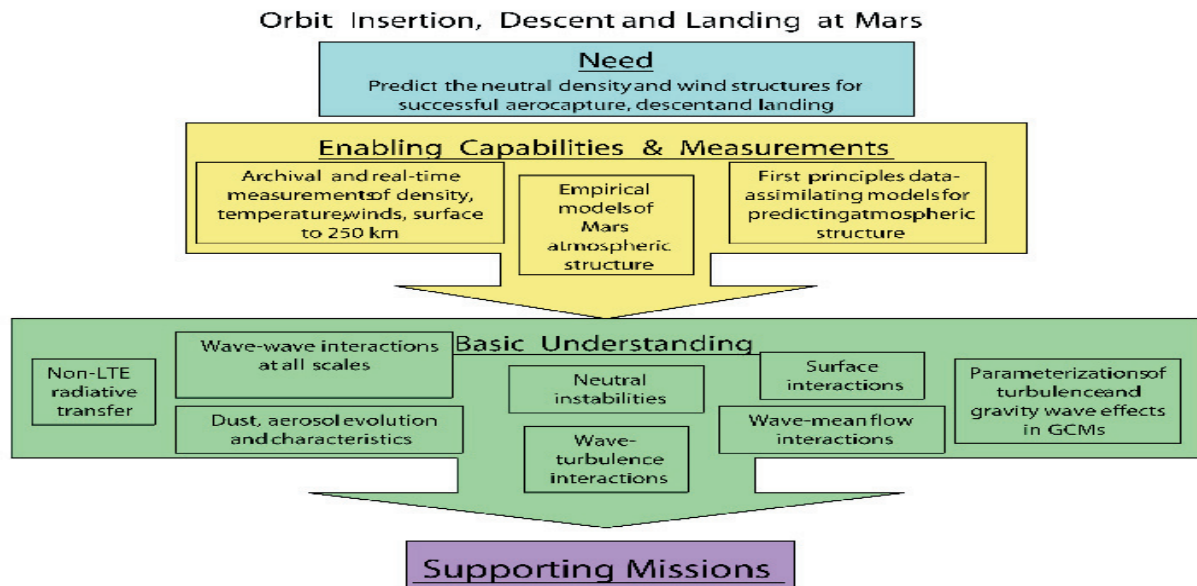 Orbit Insertion, Descent and Landing at Mars
Need
Predict the neutral density and wind structures for
successful aerocapture, descent and landing
Enabling Capabilities & Measurements
Archival and real-time
measurements of density,
temperature, winds, surface
to 250 km
Empirical
models of
Mars
atmospheric
structure
First principles data-
assimilating models for
predicting atmospheric
structure
Basic Understanding
Non-LTE
radiative
transfer
Wave-wave interactions
at all scales
Dust, aerosol evolution
and characteristics
Neutral
instabilities
Wave-
turbulence
interactions
Surface
interactions
Wave-mean flow
interactions
Parameterizations of
turbulence and
gravity wave effects
in GCMs
Supporting Missions